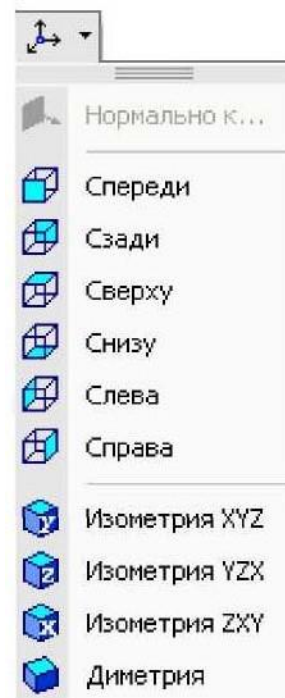 Нормально к...
Спереди
Сзади
Сверху
Снизу
Слева
Справа
Изометрия XYZ
Изометрия YZX
Изометрия ZXY
Диметрия